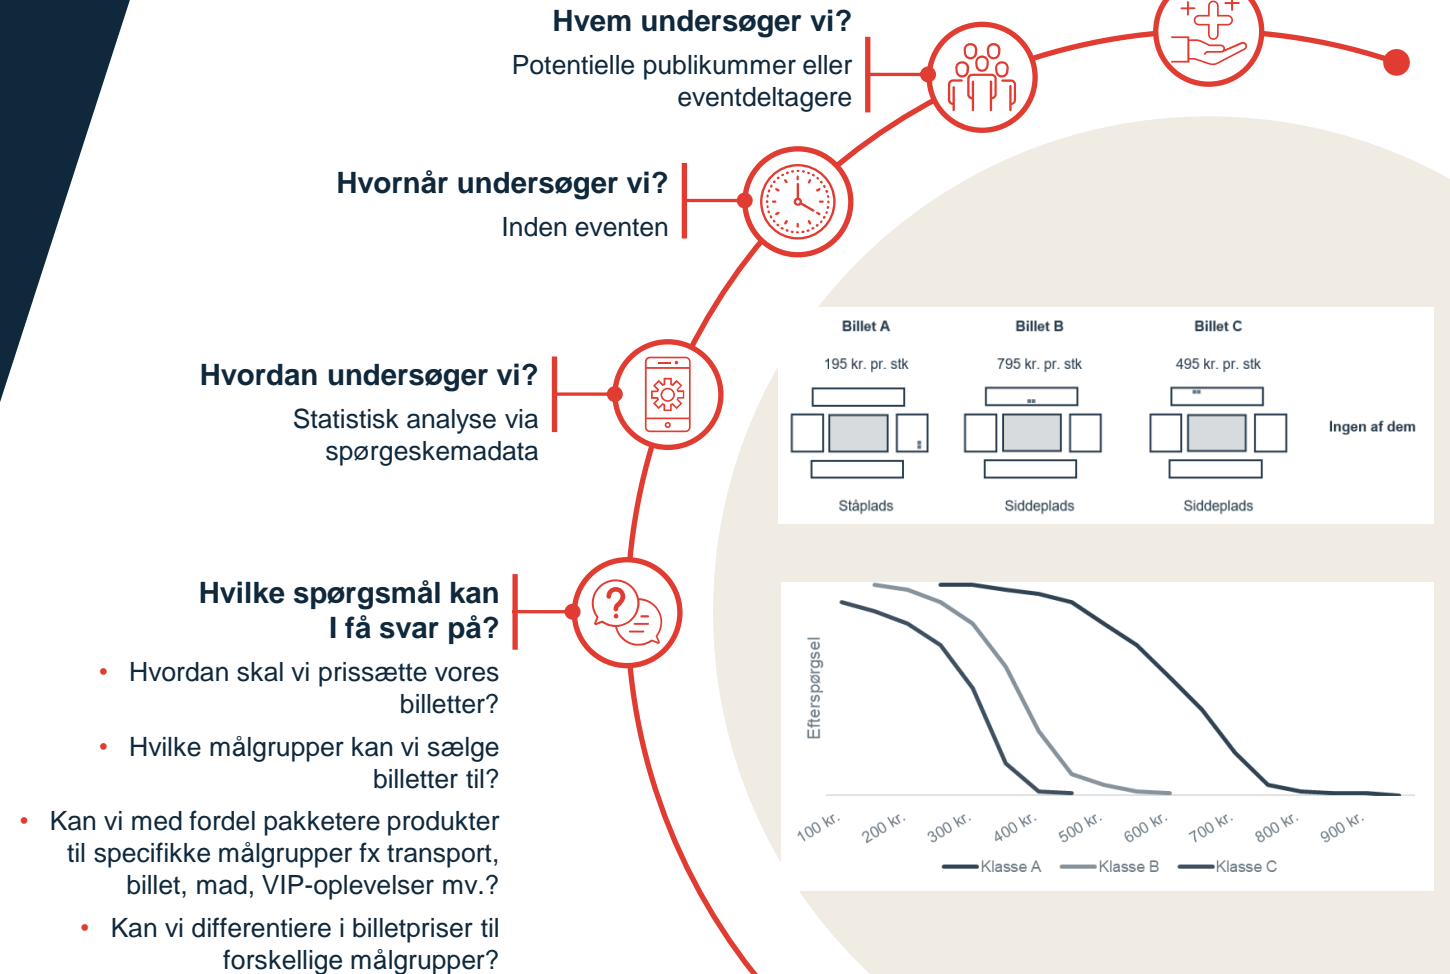 Hvem undersøger vi?
Potentielle publikummer eller
eventdeltagere
Hvornår undersøger vi?
Inden eventen
Hvordan undersøger vi?
Statistisk analyse via
spørgeskemadata
Hvilke spørgsmål kan
I få svar på?
• Hvordan skal vi prissætte vores
billetter?
• Hvilke målgrupper kan vi sælge
billetter til?
• Kan vi med fordel pakketere produkter
til specifikke målgrupper fx transport,
billet, mad, VIP-oplevelser mv.?
• Kan vi differentiere i billetpriser til
forskellige målgrupper?
Billet A Billet B Billet C
195 kr. pr. stk 795 kr. pr. stk 495 kr. pr. stk
Ingen af dem
Ståplads Siddeplads Siddeplads
Efterspørgsel
100 kr. 200 kr. 300 kr. 400 kr. 500 kr. 600 kr. 700 kr. 800 kr. 900 kr.
Klasse A Klasse B Klasse C